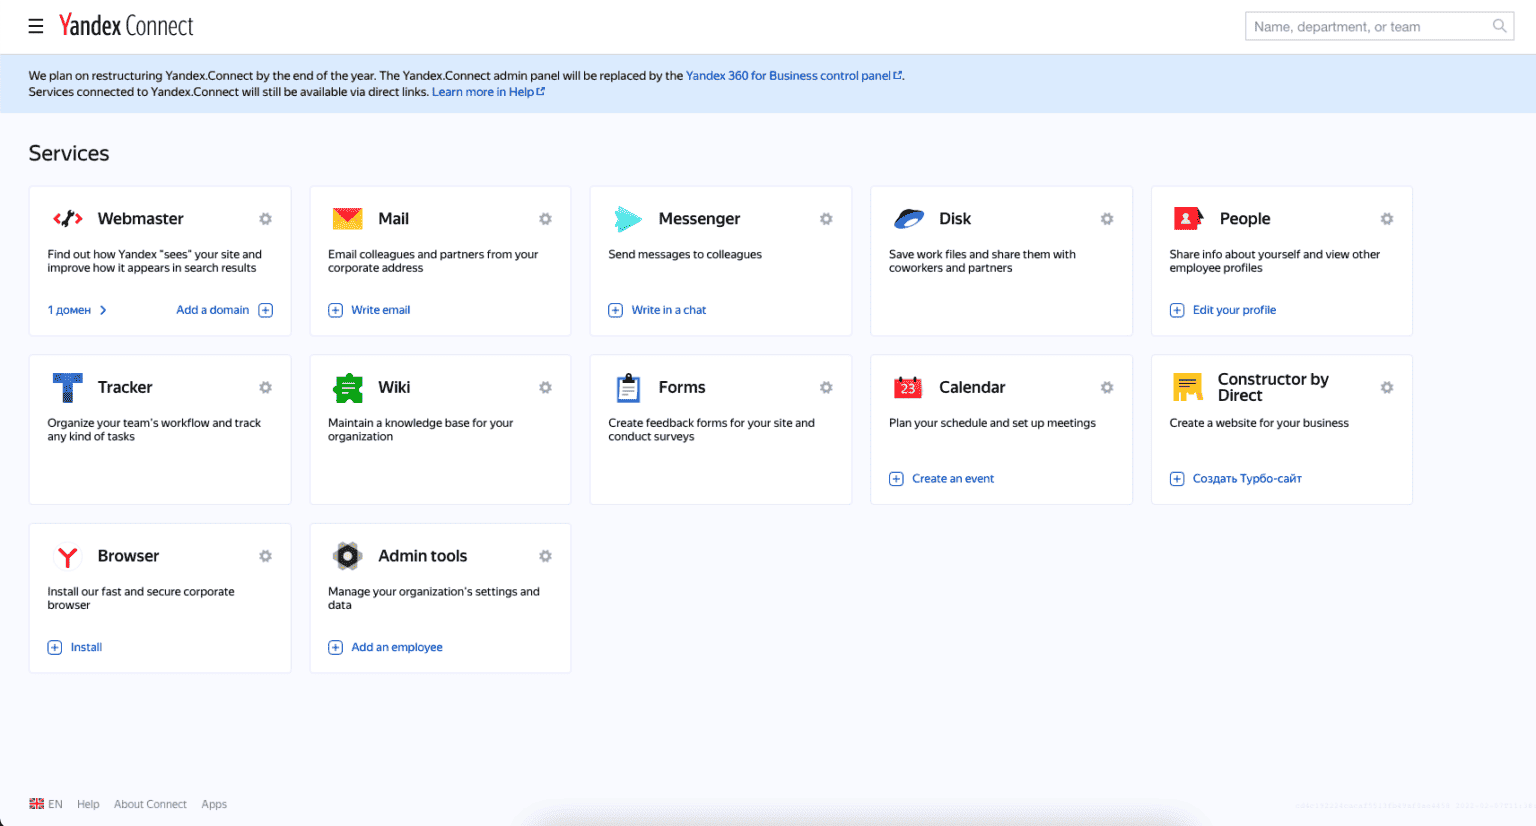 Yandex Connect
Name, department, or team
We plan on restructuring Yandex.Connect by the end of the year. The Yandex.Connect admin panel will be replaced by the Yandex 360 for Business control panel.
Services connected to Yandex.Connect will still be available via direct links. Learn more in Help
Services
Webmaster
Find out how Yandex "sees" your site and
improve how it appears in search results
1 домен
Add a domain
Mail
Email colleagues and partners from your
corporate address
Write email
Messenger
Send messages to colleagues
Write in a chat
Disk
Save work files and share them with
coworkers and partners
People
Share info about yourself and view other
employee profiles
Edit your profile
Tracker
Organize your team's workflow and track
any kind of tasks
Wiki
Maintain a knowledge base for your
organization
Forms
Create feedback forms for your site and
conduct surveys
23
Calendar
Plan your schedule and set up meetings
Create an event
Constructor by
Direct
Create a website for your business
Создать Турбо-сайт
Browser
Install our fast and secure corporate
browser
Install
Admin tools
Manage your organization's settings and
data
Add an employee
EN
Help
About Connect
Apps